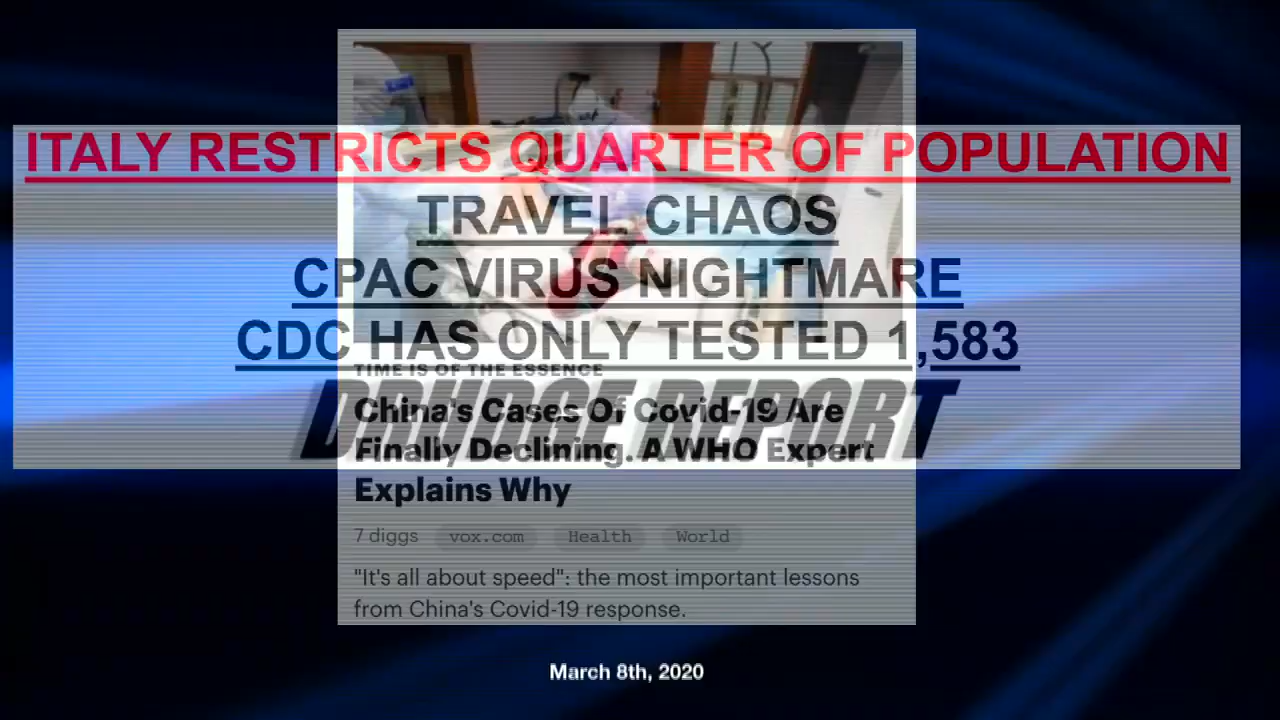 ITALY RESTRICTS QUARTER OF POPULATION
TRAVEL CHAOS
CPAC VIRUS NIGHTMARE
CDC HAS ONLY TESTED 1,583
TIME IS OF THE ESSENCE
DRUDGE REPORT
China's Cases Of Covid-19 Are
Finally Declining. A WHO Expert
Explains Why
7 diggs vox.com Health World
"It's all about speed": the most important lessons
from China's Covid-19 response.
March 8th, 2020